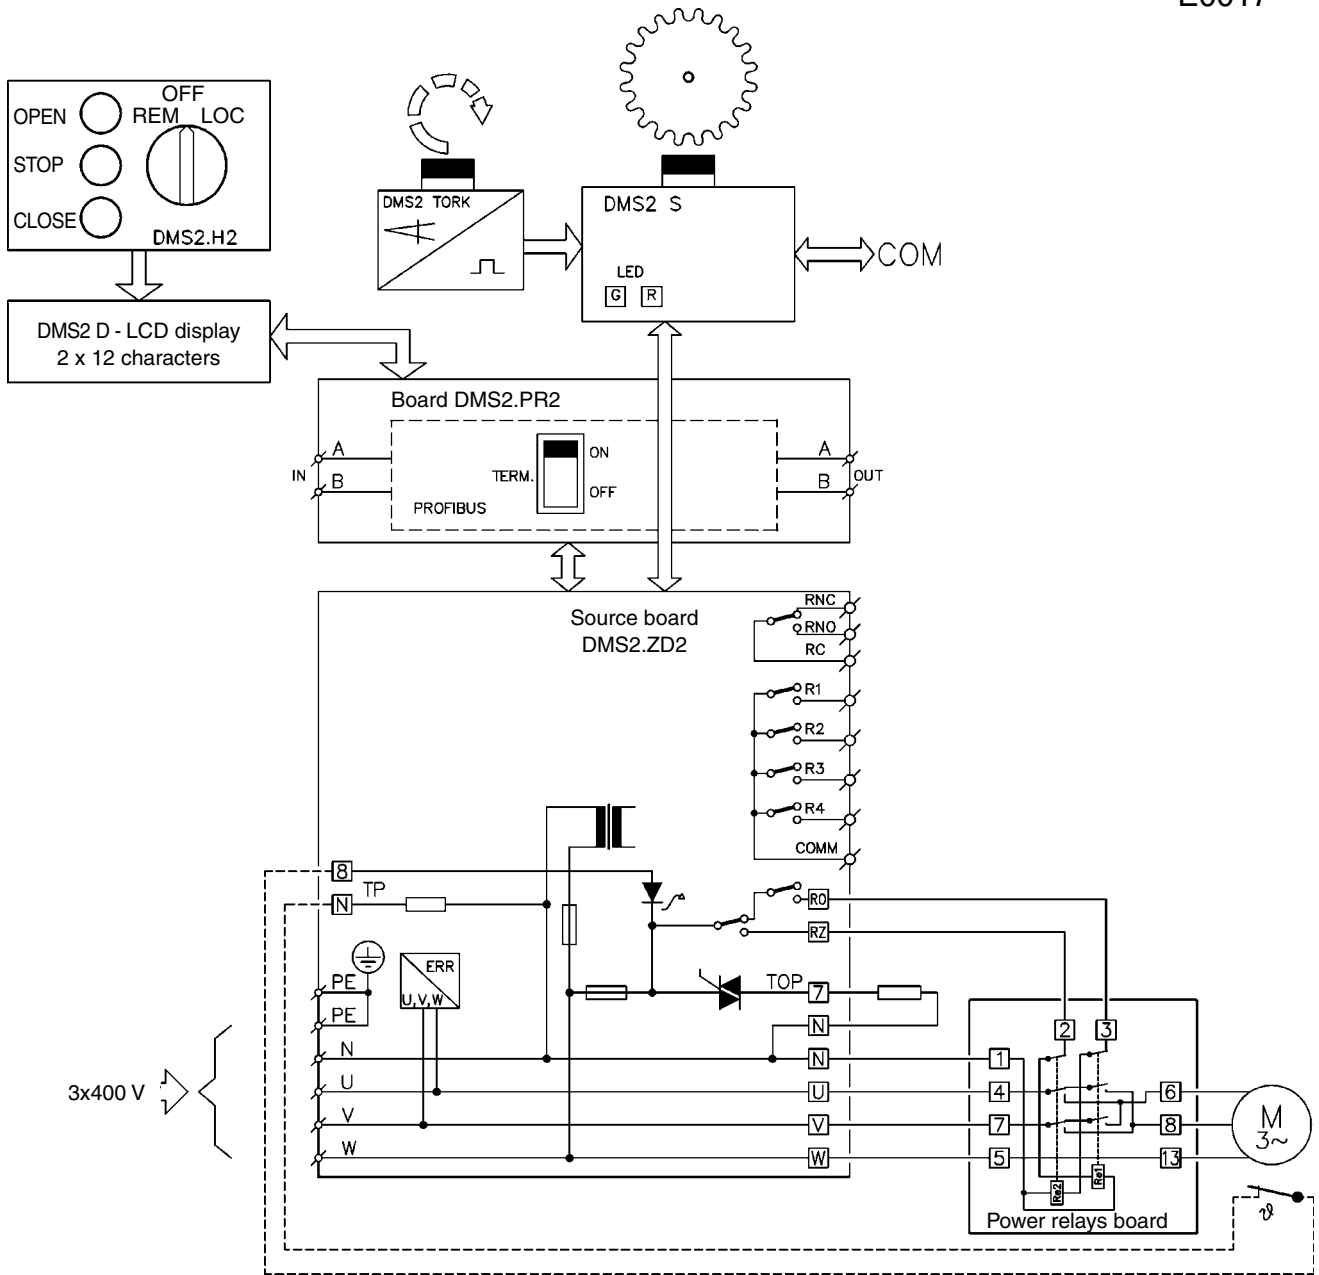 OFF
OPEN
REM
LOC
STOP
CLOSE
DMS2.H2
DMS2 TORK
DMS2 S
LED
G
R
COM
DMS2 D - LCD display
2 x 12 characters
Board DMS2.PR2
IN
A
B
TERM.
ON
OFF
PROFIBUS
A
B
OUT
Source board
DMS2.ZD2
RNC
RNO
RC
R1
R2
R3
R4
COMM
8
TP
N
RO
RZ
ERR
U,V,W
PE
PE
TOP
7
N
N
N
1
2
3
3x400 V
U
U
4
6
V
V
7
8
W
W
5
13
M
3~
Re2
Re1
ϑ
Power relays board